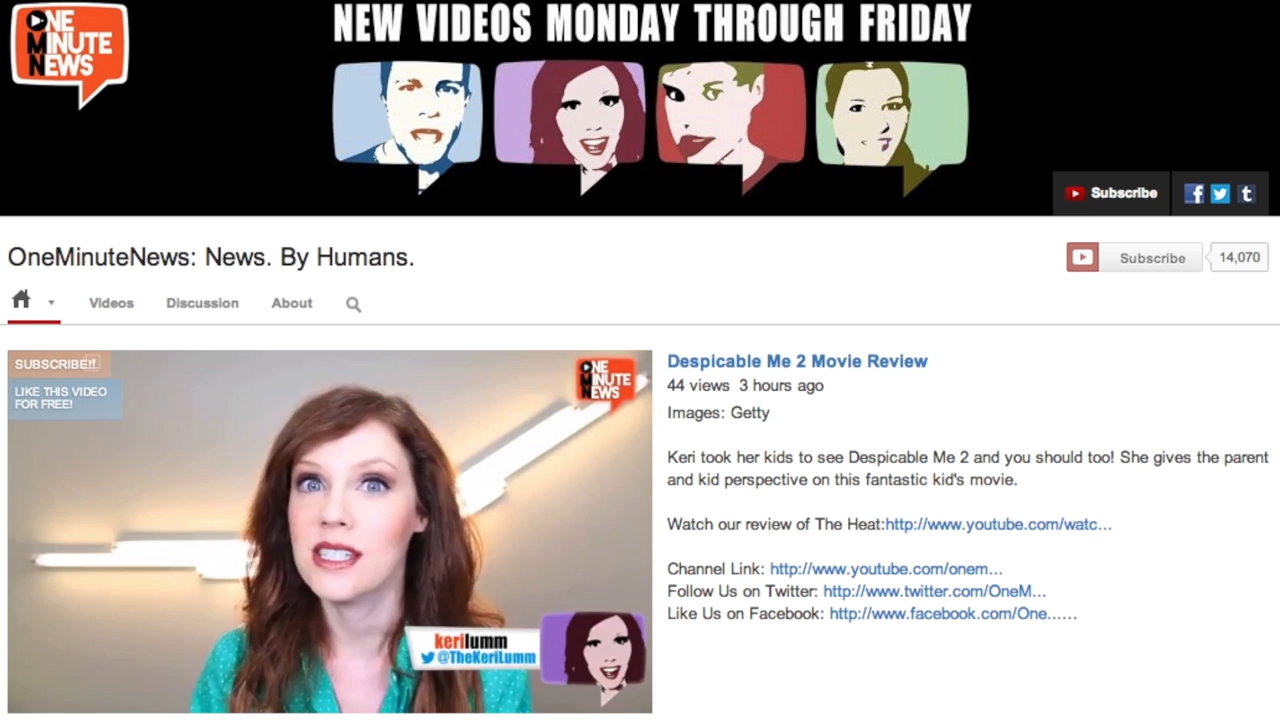 ONE
MINUTE
NEWS
NEW VIDEOS MONDAY THROUGH FRIDAY
Subscribe
f
t
OneMinuteNews: News. By Humans.
Subscribe
14,070
Videos
Discussion
About
SUBSCRIBE!!
LIKE THIS VIDEO
FOR FREE!
ONE
MINUTE
NEWS
kerilumm
@TheKeriLumm
Despicable Me 2 Movie Review
44 views 3 hours ago
Images: Getty
Keri took her kids to see Despicable Me 2 and you should too! She gives the parent
and kid perspective on this fantastic kid's movie.
Watch our review of The Heat:http://www.youtube.com/watc...
Channel Link: http://www.youtube.com/onem...
Follow Us on Twitter: http://www.twitter.com/OneM...
Like Us on Facebook: http://www.facebook.com/One......